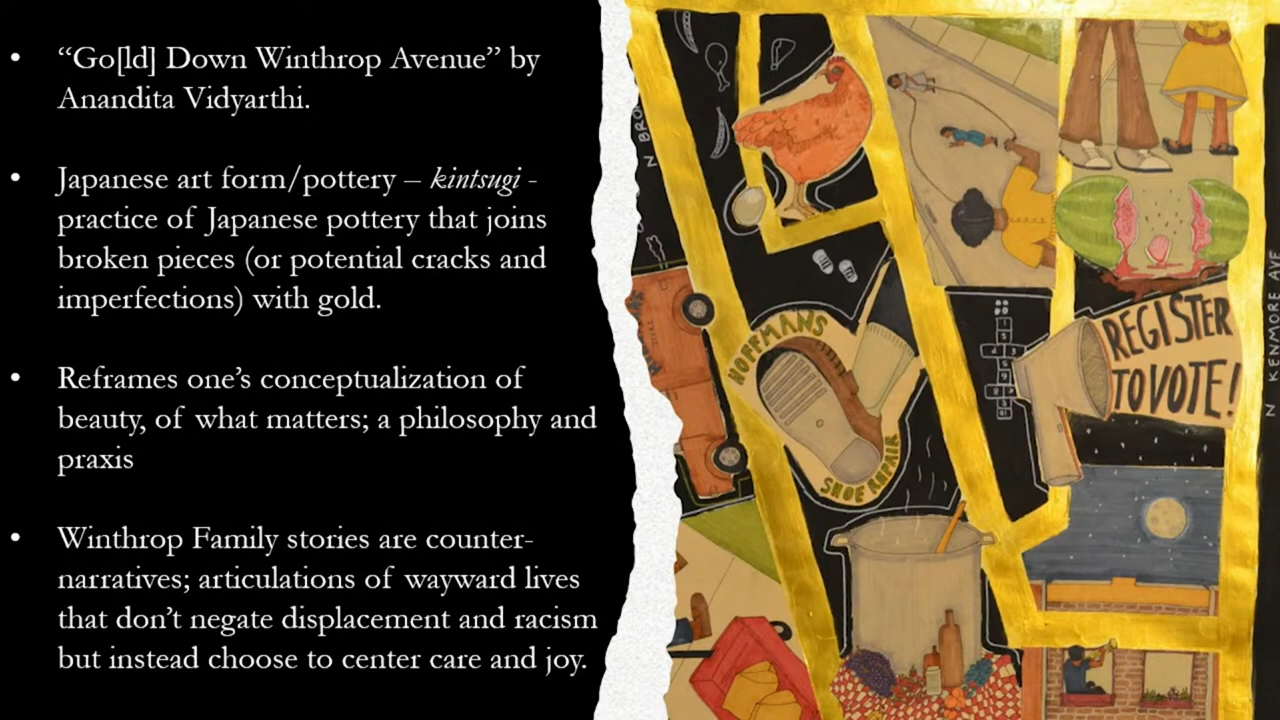 • “Go[ld] Down Winthrop Avenue” by
Anandita Vidyarthi.
• Japanese art form/pottery – kintsugi -
practice of Japanese pottery that joins
broken pieces (or potential cracks and
imperfections) with gold.
• Reframes one’s conceptualization of
beauty, of what matters; a philosophy and
praxis
• Winthrop Family stories are counter-
narratives; articulations of wayward lives
that don’t negate displacement and racism
but instead choose to center care and joy.
N BRO
HOFFMANS
SHOE REPAIR
REGISTER
TO VOTE!
N KENMORE AVE